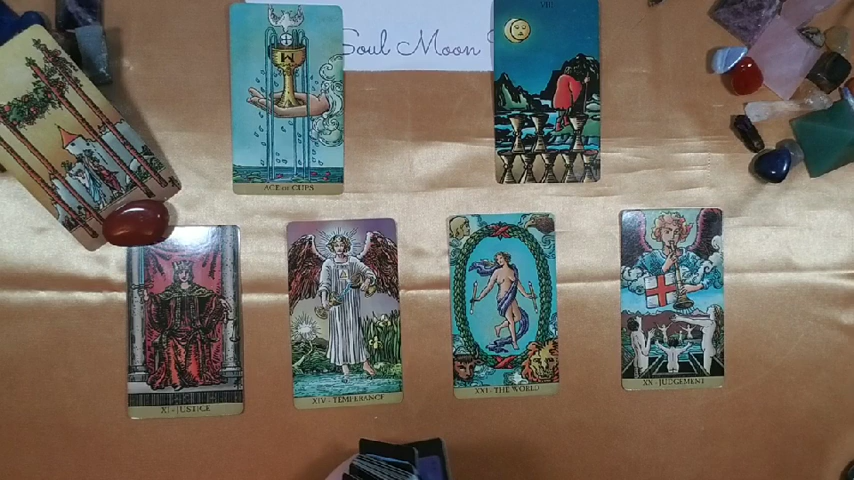 VIII
Soul Moon
ACE OF CUPS
XI · JUSTICE
XIV · TEMPERANCE
XXI · THE WORLD
XX · JUDGEMENT